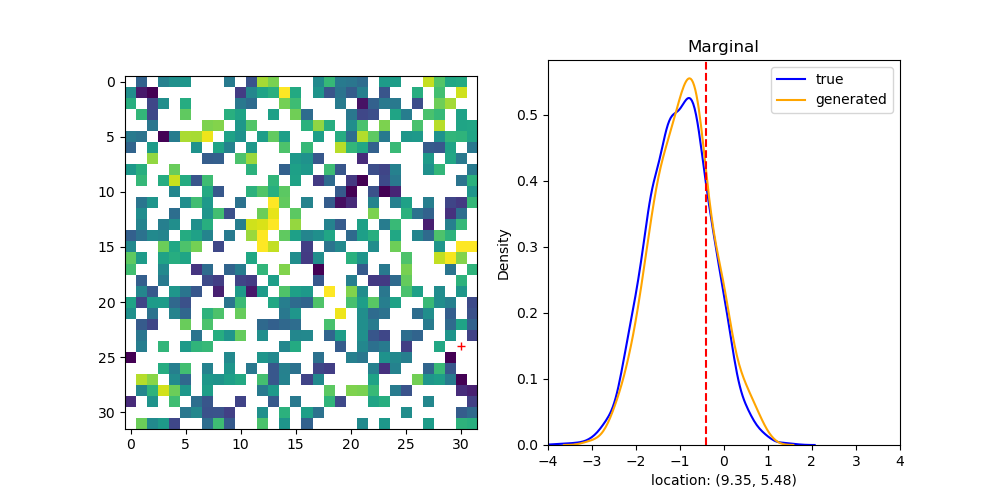 Marginal
0
5
10
15
20
25
30
0 5 10 15 20 25 30
Density
0.5
0.4
0.3
0.2
0.1
0.0
true
generated
−4 −3 −2 −1 0 1 2 3 4
location: (9.35, 5.48)